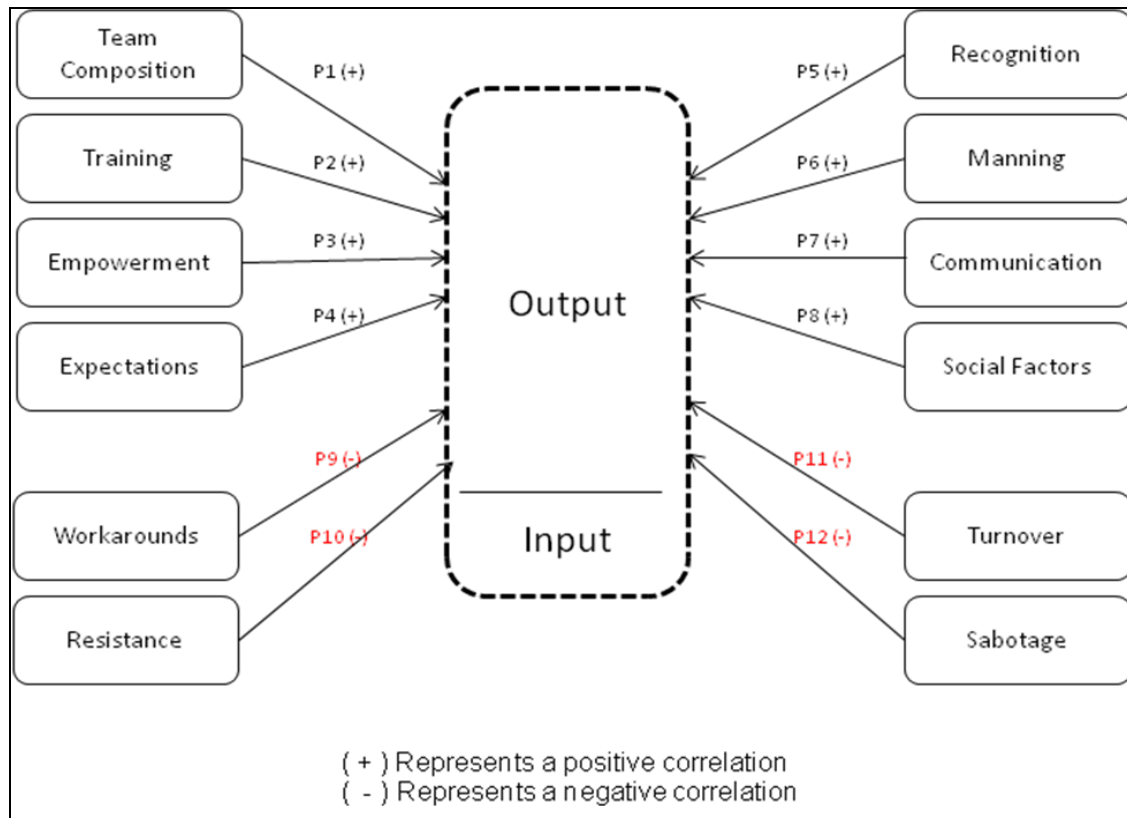 Team
Composition
P1 (+)
Training
P2 (+)
Empowerment
P3 (+)
Expectations
P4 (+)
Workarounds
P9 (-)
Resistance
P10 (-)
Output
Input
Recognition
P5 (+)
Manning
P6 (+)
Communication
P7 (+)
Social Factors
P8 (+)
Turnover
P11 (-)
Sabotage
P12 (-)
( + ) Represents a positive correlation
( - ) Represents a negative correlation